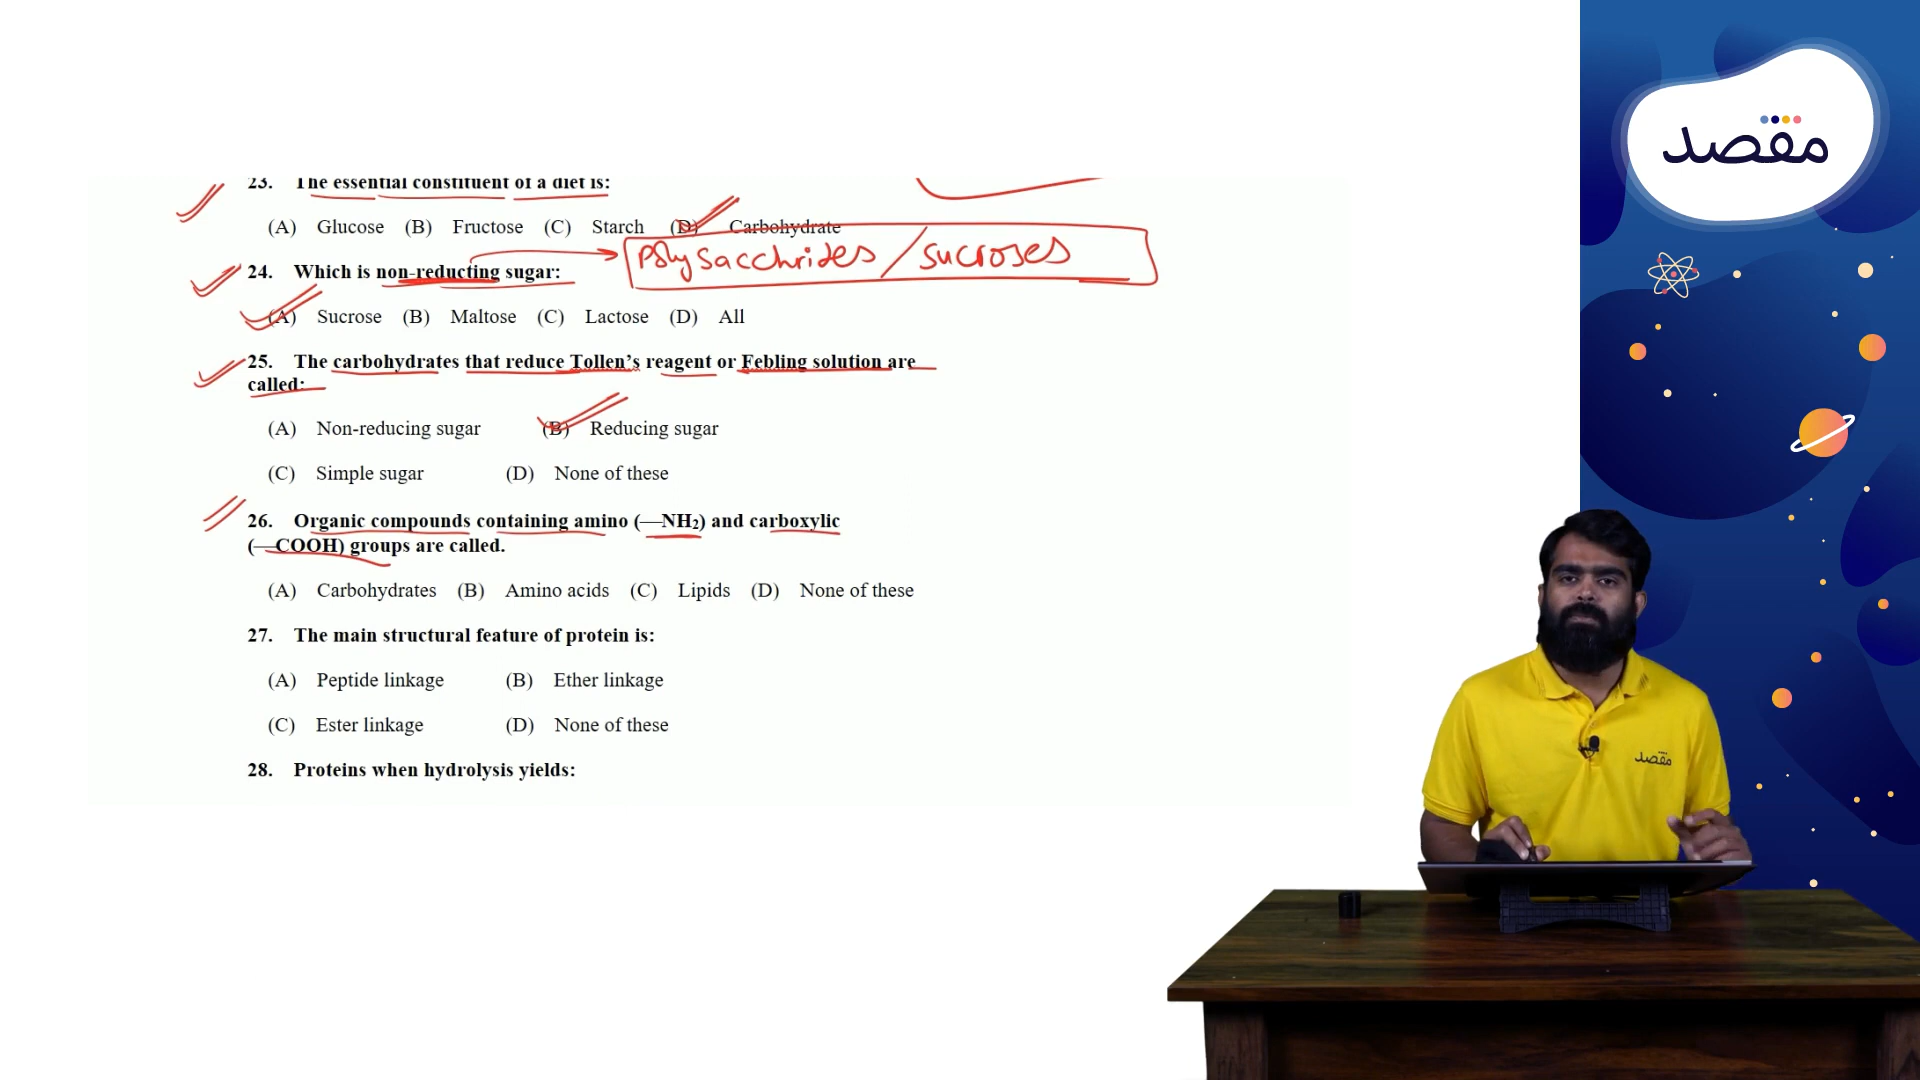 23. The essential constituent of a diet is:
(A) Glucose (B) Fructose (C) Starch (D) Carbohydrate
Polysacchrides / sucroses
24. Which is non-reducting sugar:
(A) Sucrose (B) Maltose (C) Lactose (D) All
25. The carbohydrates that reduce Tollen's reagent or Febling solution are
called:
(A) Non-reducing sugar (B) Reducing sugar
(C) Simple sugar (D) None of these
26. Organic compounds containing amino (—NH₂) and carboxylic
(—COOH) groups are called.
(A) Carbohydrates (B) Amino acids (C) Lipids (D) None of these
27. The main structural feature of protein is:
(A) Peptide linkage (B) Ether linkage
(C) Ester linkage (D) None of these
28. Proteins when hydrolysis yields:
مقصد
مقصد